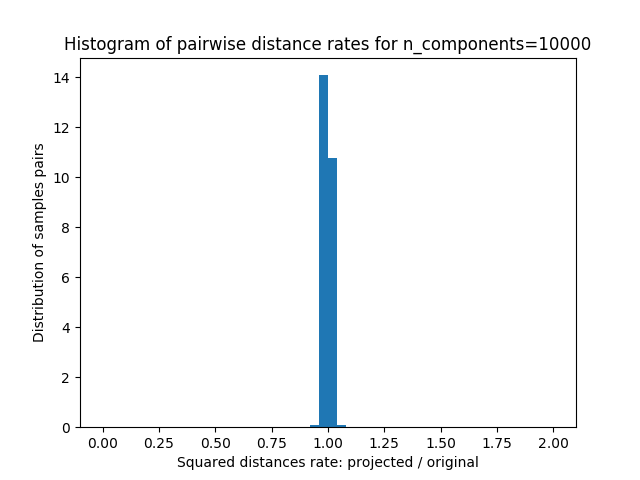 Histogram of pairwise distance rates for n_components=10000
14
12
10
8
6
4
2
0
Distribution of samples pairs
0.00 0.25 0.50 0.75 1.00 1.25 1.50 1.75 2.00
Squared distances rate: projected / original